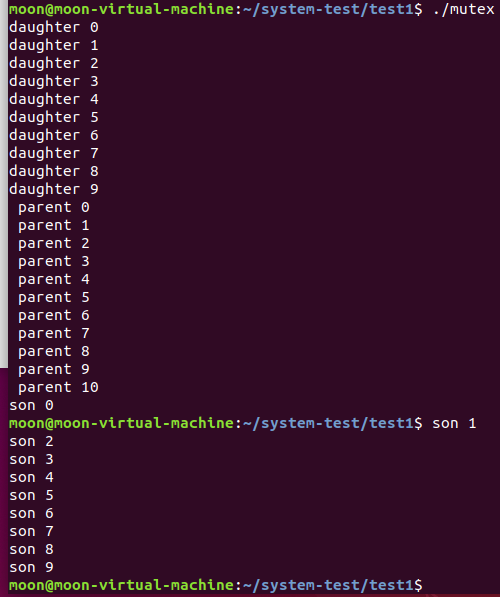 moon@moon-virtual-machine:~/system-test/test1$ ./mutex
daughter 0
daughter 1
daughter 2
daughter 3
daughter 4
daughter 5
daughter 6
daughter 7
daughter 8
daughter 9
 parent 0
 parent 1
 parent 2
 parent 3
 parent 4
 parent 5
 parent 6
 parent 7
 parent 8
 parent 9
 parent 10
son 0
moon@moon-virtual-machine:~/system-test/test1$ son 1
son 2
son 3
son 4
son 5
son 6
son 7
son 8
son 9
moon@moon-virtual-machine:~/system-test/test1$